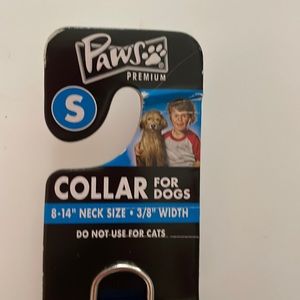 PAWS
PREMIUM
S
COLLAR FOR DOGS
8-14" NECK SIZE • 3/8" WIDTH
DO NOT USE FOR CATS